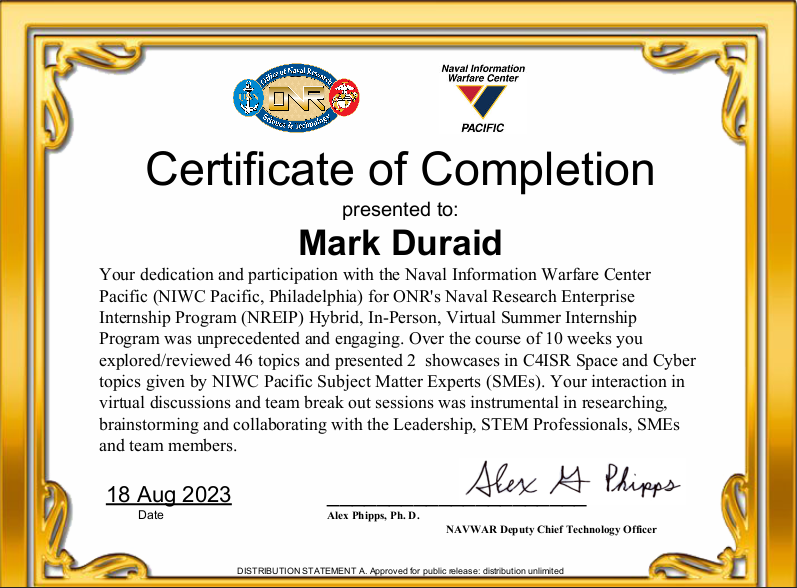 Office of Naval Research
ONR
Science & Technology
Naval Information
Warfare Center
PACIFIC
Certificate of Completion
presented to:
Mark Duraid
Your dedication and participation with the Naval Information Warfare Center
Pacific (NIWC Pacific, Philadelphia) for ONR's Naval Research Enterprise
Internship Program (NREIP) Hybrid, In-Person, Virtual Summer Internship
Program was unprecedented and engaging. Over the course of 10 weeks you
explored/reviewed 46 topics and presented 2 showcases in C4ISR Space and Cyber
topics given by NIWC Pacific Subject Matter Experts (SMEs). Your interaction in
virtual discussions and team break out sessions was instrumental in researching,
brainstorming and collaborating with the Leadership, STEM Professionals, SMEs
and team members.
Alex G Phipps
18 Aug 2023
Date
Alex Phipps, Ph. D.
NAVWAR Deputy Chief Technology Officer
DISTRIBUTION STATEMENT A. Approved for public release: distribution unlimited